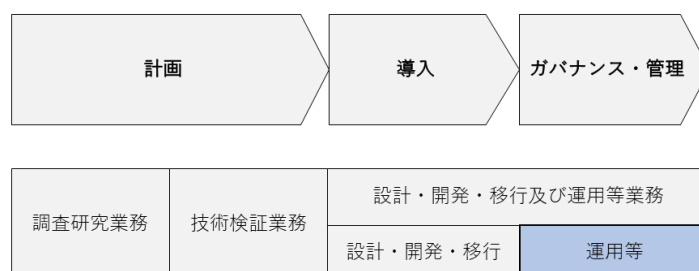 計画
導入
ガバナンス・管理
調査研究業務
技術検証業務
設計・開発・移行及び運用等業務
設計・開発・移行
運用等